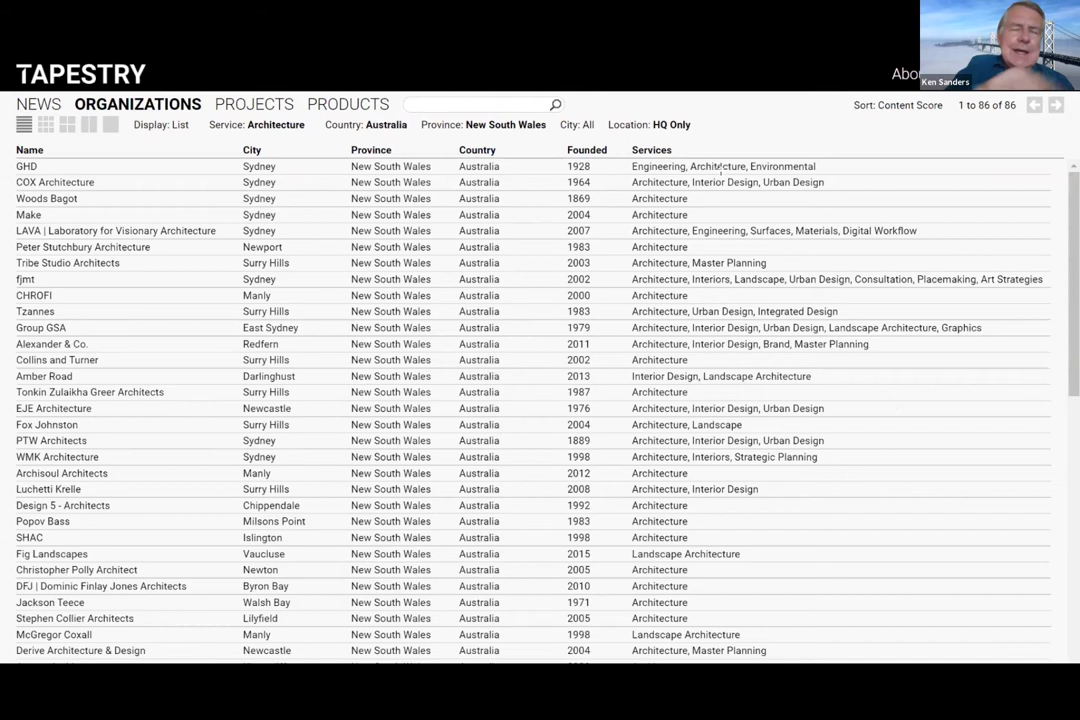 TAPESTRY
Abo
Ken Sanders
NEWS ORGANIZATIONS PROJECTS PRODUCTS Sort: Content Score 1 to 86 of 86
Display: List Service: Architecture Country: Australia Province: New South Wales City: All Location: HQ Only
Name City Province Country Founded Services
GHD Sydney New South Wales Australia 1928 Engineering, Architecture, Environmental
COX Architecture Sydney New South Wales Australia 1964 Architecture, Interior Design, Urban Design
Woods Bagot Sydney New South Wales Australia 1869 Architecture
Make Sydney New South Wales Australia 2004 Architecture
LAVA | Laboratory for Visionary Architecture Sydney New South Wales Australia 2007 Architecture, Engineering, Surfaces, Materials, Digital Workflow
Peter Stutchbury Architecture Newport New South Wales Australia 1983 Architecture
Tribe Studio Architects Surry Hills New South Wales Australia 2003 Architecture, Master Planning
fjmt Sydney New South Wales Australia 2002 Architecture, Interiors, Landscape, Urban Design, Consultation, Placemaking, Art Strategies
CHROFI Manly New South Wales Australia 2000 Architecture
Tzannes Surry Hills New South Wales Australia 1983 Architecture, Urban Design, Integrated Design
Group GSA East Sydney New South Wales Australia 1979 Architecture, Interior Design, Urban Design, Landscape Architecture, Graphics
Alexander & Co. Redfern New South Wales Australia 2011 Architecture, Interior Design, Brand, Master Planning
Collins and Turner Surry Hills New South Wales Australia 2002 Architecture
Amber Road Darlinghust New South Wales Australia 2013 Interior Design, Landscape Architecture
Tonkin Zulaikha Greer Architects Surry Hills New South Wales Australia 1987 Architecture
EJE Architecture Newcastle New South Wales Australia 1976 Architecture, Interior Design, Urban Design
Fox Johnston Surry Hills New South Wales Australia 2004 Architecture, Landscape
PTW Architects Sydney New South Wales Australia 1889 Architecture, Interior Design, Urban Design
WMK Architecture Sydney New South Wales Australia 1998 Architecture, Interiors, Strategic Planning
Archisoul Architects Manly New South Wales Australia 2012 Architecture
Luchetti Krelle Surry Hills New South Wales Australia 2008 Architecture, Interior Design
Design 5 - Architects Chippendale New South Wales Australia 1992 Architecture
Popov Bass Milsons Point New South Wales Australia 1983 Architecture
SHAC Islington New South Wales Australia 1998 Architecture
Fig Landscapes Vaucluse New South Wales Australia 2015 Landscape Architecture
Christopher Polly Architect Newton New South Wales Australia 2005 Architecture
DFJ | Dominic Finlay Jones Architects Byron Bay New South Wales Australia 2010 Architecture
Jackson Teece Walsh Bay New South Wales Australia 1971 Architecture
Stephen Collier Architects Lilyfield New South Wales Australia 2005 Architecture
McGregor Coxall Manly New South Wales Australia 1998 Landscape Architecture
Derive Architecture & Design Newcastle New South Wales Australia 2004 Architecture, Master Planning